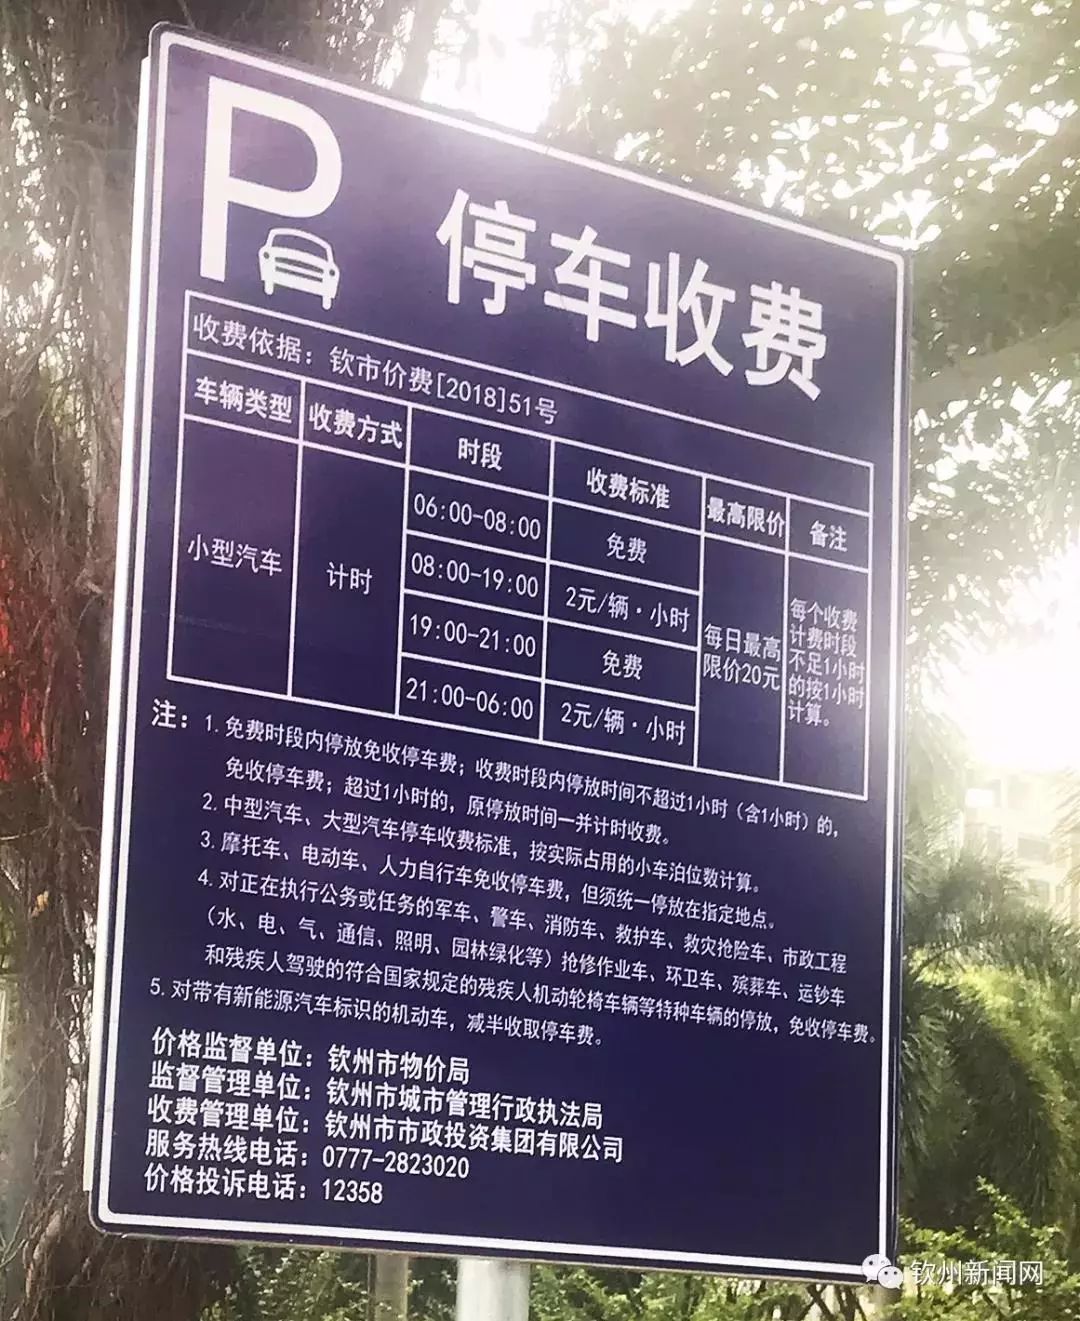 P 停车收费
收费依据：钦市价费[2018]51号
车辆类型 收费方式 时段 收费标准 最高限价 备注
小型汽车 计时
06:00-08:00 免费
08:00-19:00 2元/辆·小时
19:00-21:00 免费
21:00-06:00 2元/辆·小时
每日最高
限价20元
每个收费
计费时段
不足1小时
的按1小时
计算。
注：1.免费时段内停放免收停车费；收费时段内停放时间不超过1小时（含1小时）的，
免收停车费；超过1小时的，原停放时间一并计时收费。
2.中型汽车、大型汽车停车收费标准，按实际占用的小车泊位数计算。
3.摩托车、电动车、人力自行车免收停车费，但须统一停放在指定地点。
4.对正在执行公务或任务的军车、警车、消防车、救护车、救灾抢险车、市政工程
（水、电、气、通信、照明、园林绿化等）抢修作业车、环卫车、殡葬车、运钞车
和残疾人驾驶的符合国家规定的残疾人机动轮椅车辆等特种车辆的停放，免收停车费。
5.对带有新能源汽车标识的机动车，减半收取停车费。
价格监督单位：钦州市物价局
监督管理单位：钦州市城市管理行政执法局
收费管理单位：钦州市市政投资集团有限公司
服务热线电话：0777-2823020
价格投诉电话：12358
钦州新闻网